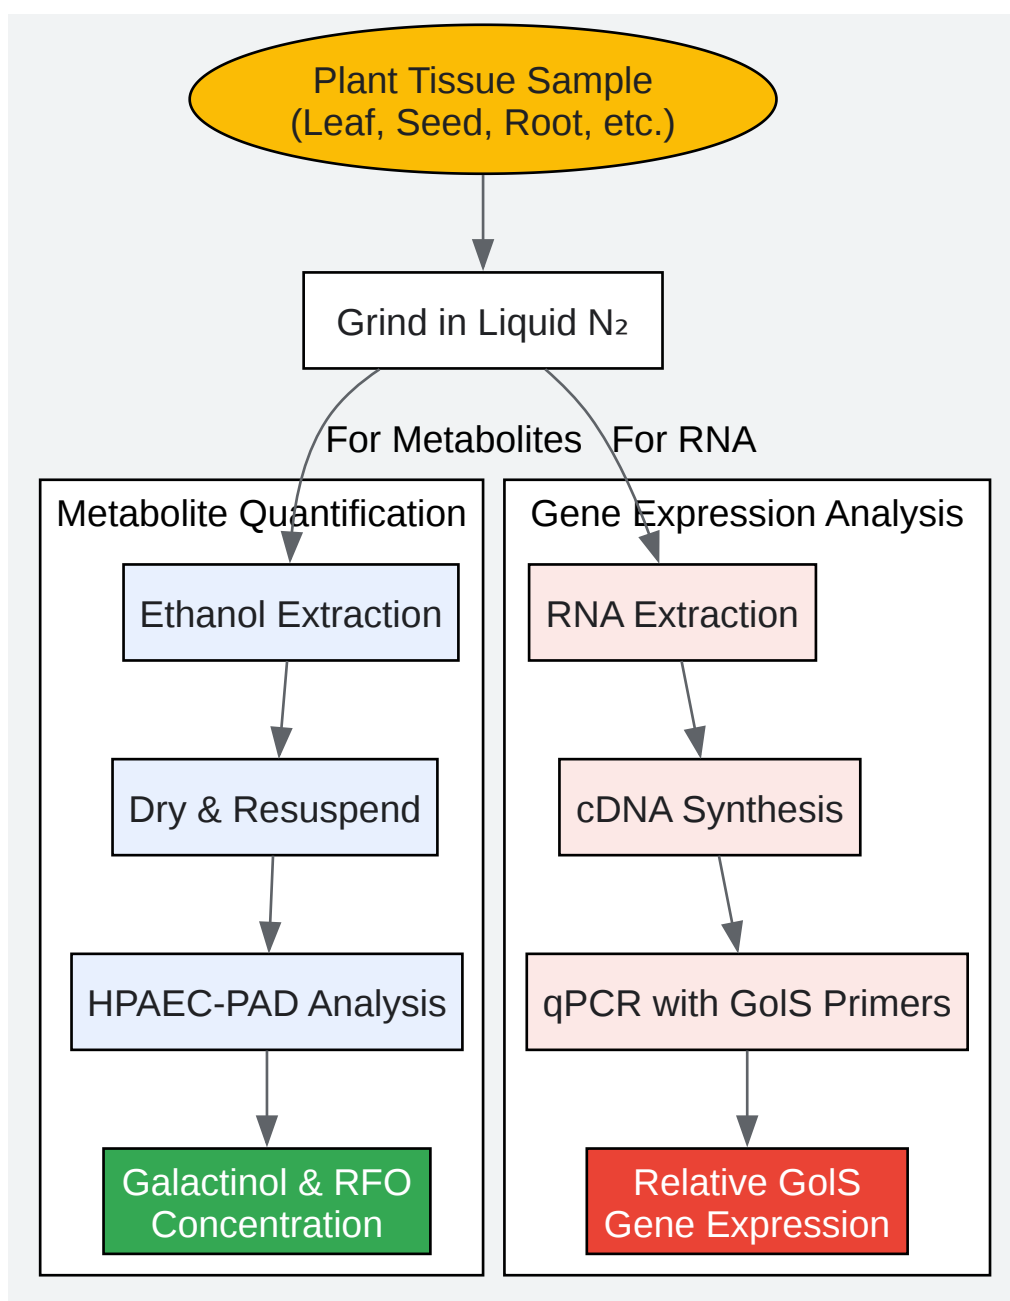 Plant Tissue Sample
(Leaf, Seed, Root, etc.)
Grind in Liquid N₂
For Metabolites
For RNA
Metabolite Quantification
Ethanol Extraction
Dry & Resuspend
HPAEC-PAD Analysis
Galactinol & RFO
Concentration
Gene Expression Analysis
RNA Extraction
cDNA Synthesis
qPCR with GolS Primers
Relative GolS
Gene Expression